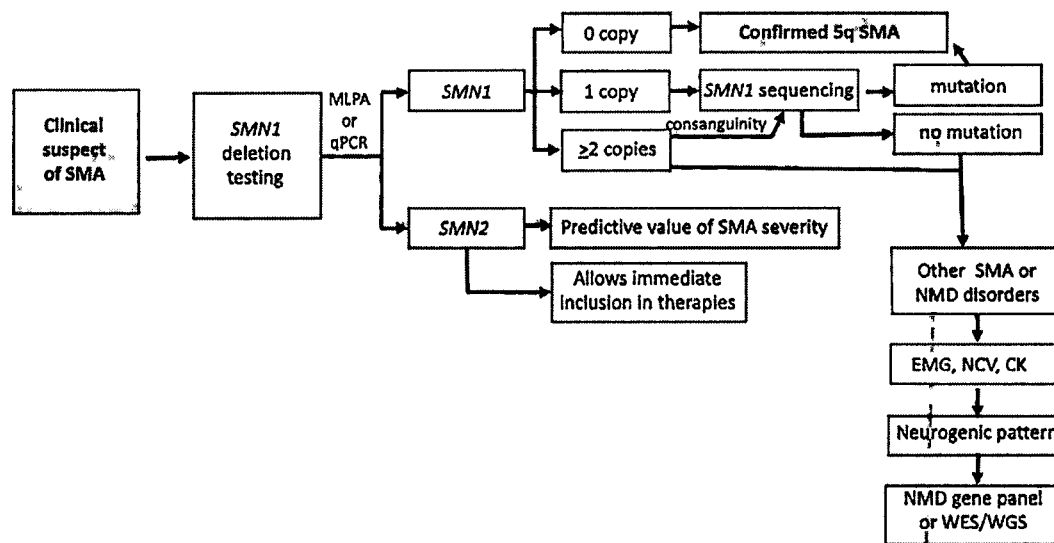 Clinical
suspect
of SMA
SMN1
deletion
testing
MLPA
or
qPCR
SMN1
0 copy
Confirmed 5q SMA
1 copy
SMN1 sequencing
mutation
consanguinity
≥2 copies
no mutation
SMN2
Predictive value of SMA severity
Allows immediate
inclusion in therapies
Other SMA or
NMD disorders
EMG, NCV, CK
Neurogenic pattern
NMD gene panel
or WES/WGS